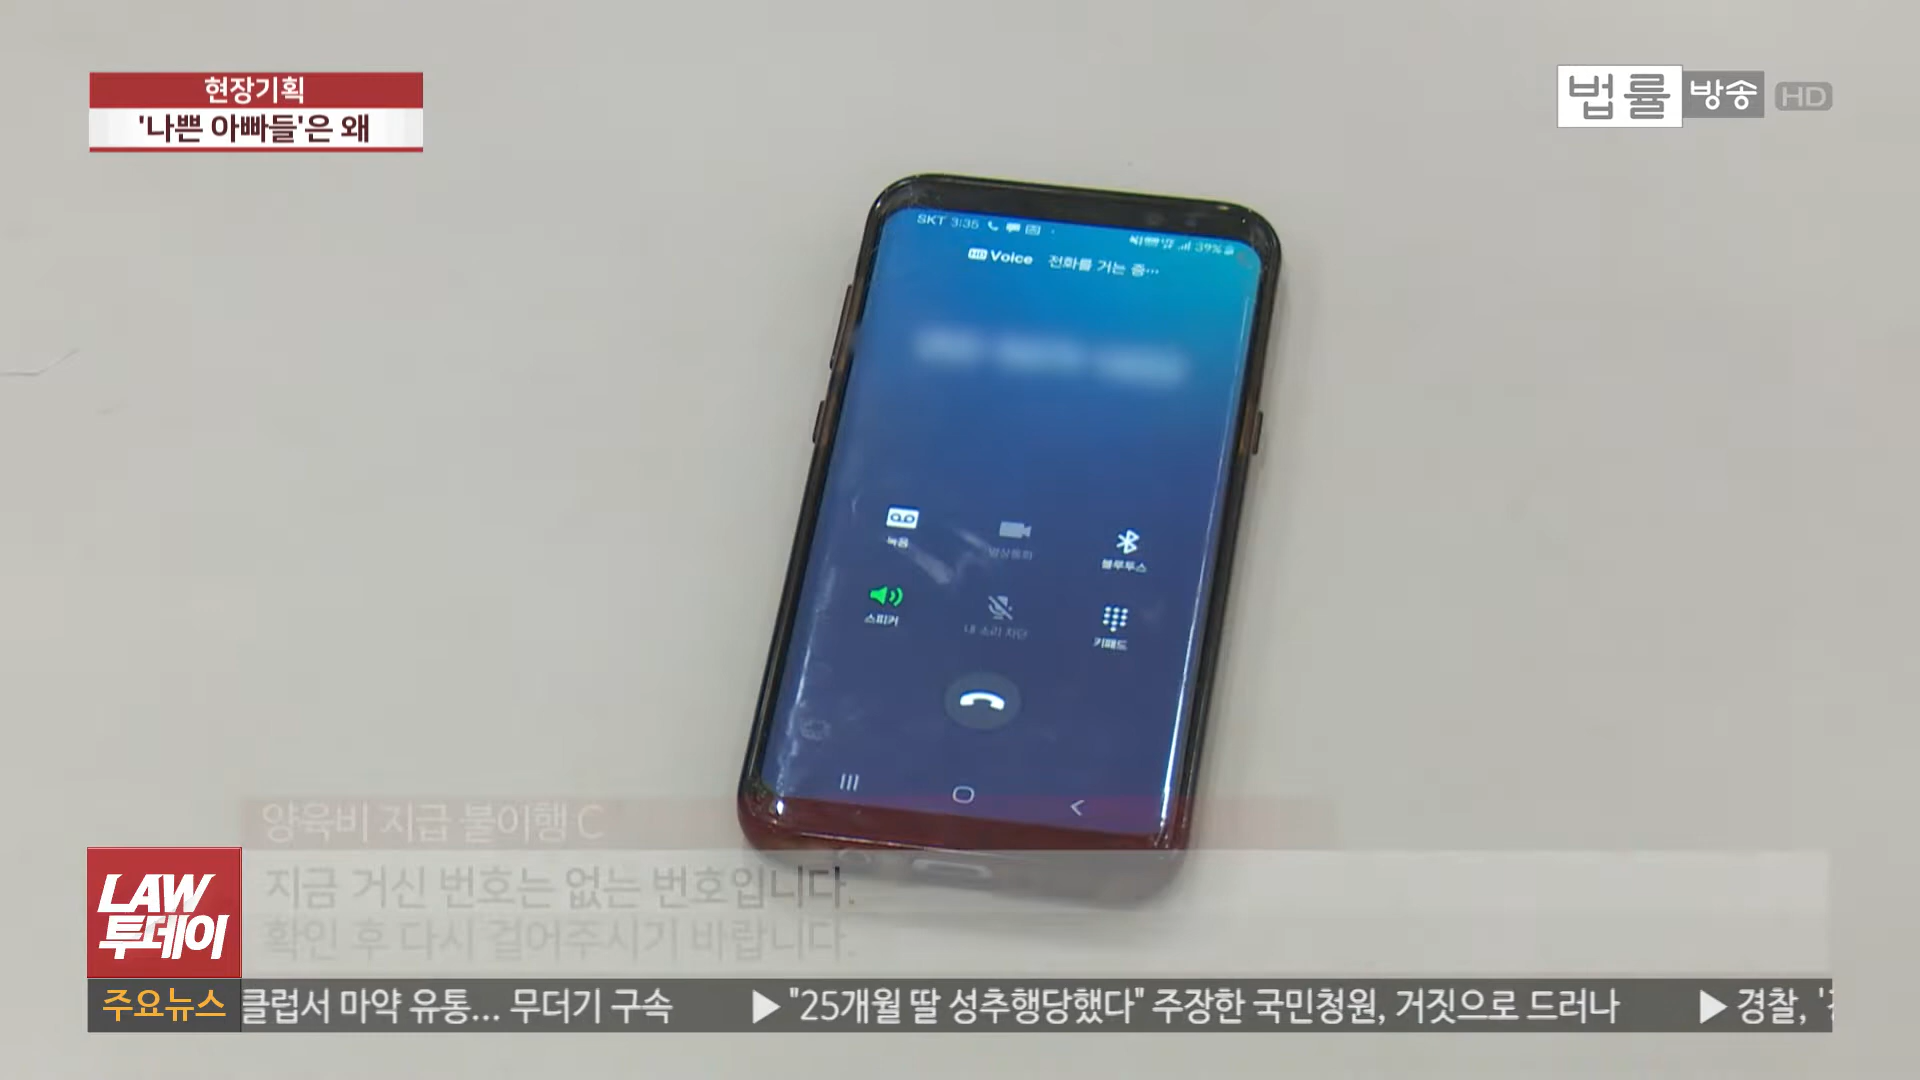 현장기획
'나쁜 아빠들'은 왜
법률방송 HD
SKT 3:35
39%
HD Voice 전화를 거는 중…
녹음
영상통화
블루투스
스피커
내 소리 차단
키패드
양육비 지급 불이행 C
지금 거신 번호는 없는 번호입니다.
확인 후 다시 걸어주시기 바랍니다.
LAW
투데이
주요뉴스
클럽서 마약 유통... 무더기 구속 ▶"25개월 딸 성추행당했다" 주장한 국민청원, 거짓으로 드러나 ▶경찰, '